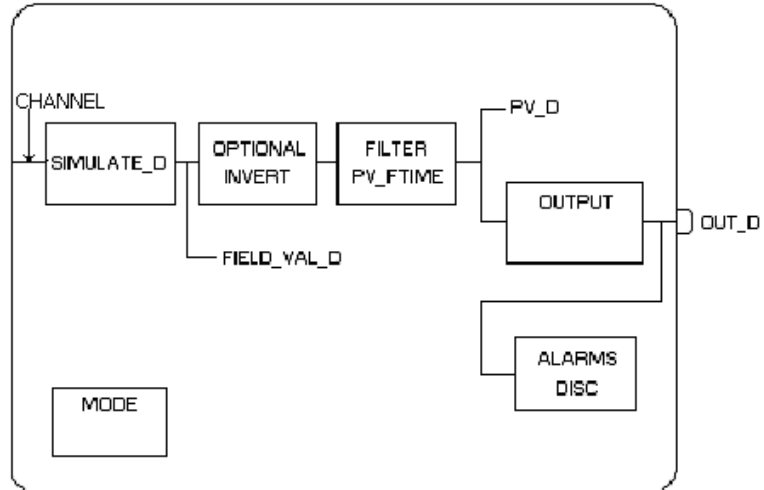 CHANNEL
SIMULATE_D
OPTIONAL
INVERT
FILTER
PV_FTIME
PV_D
OUTPUT
OUT_D
FIELD_VAL_D
ALARMS
DISC
MODE